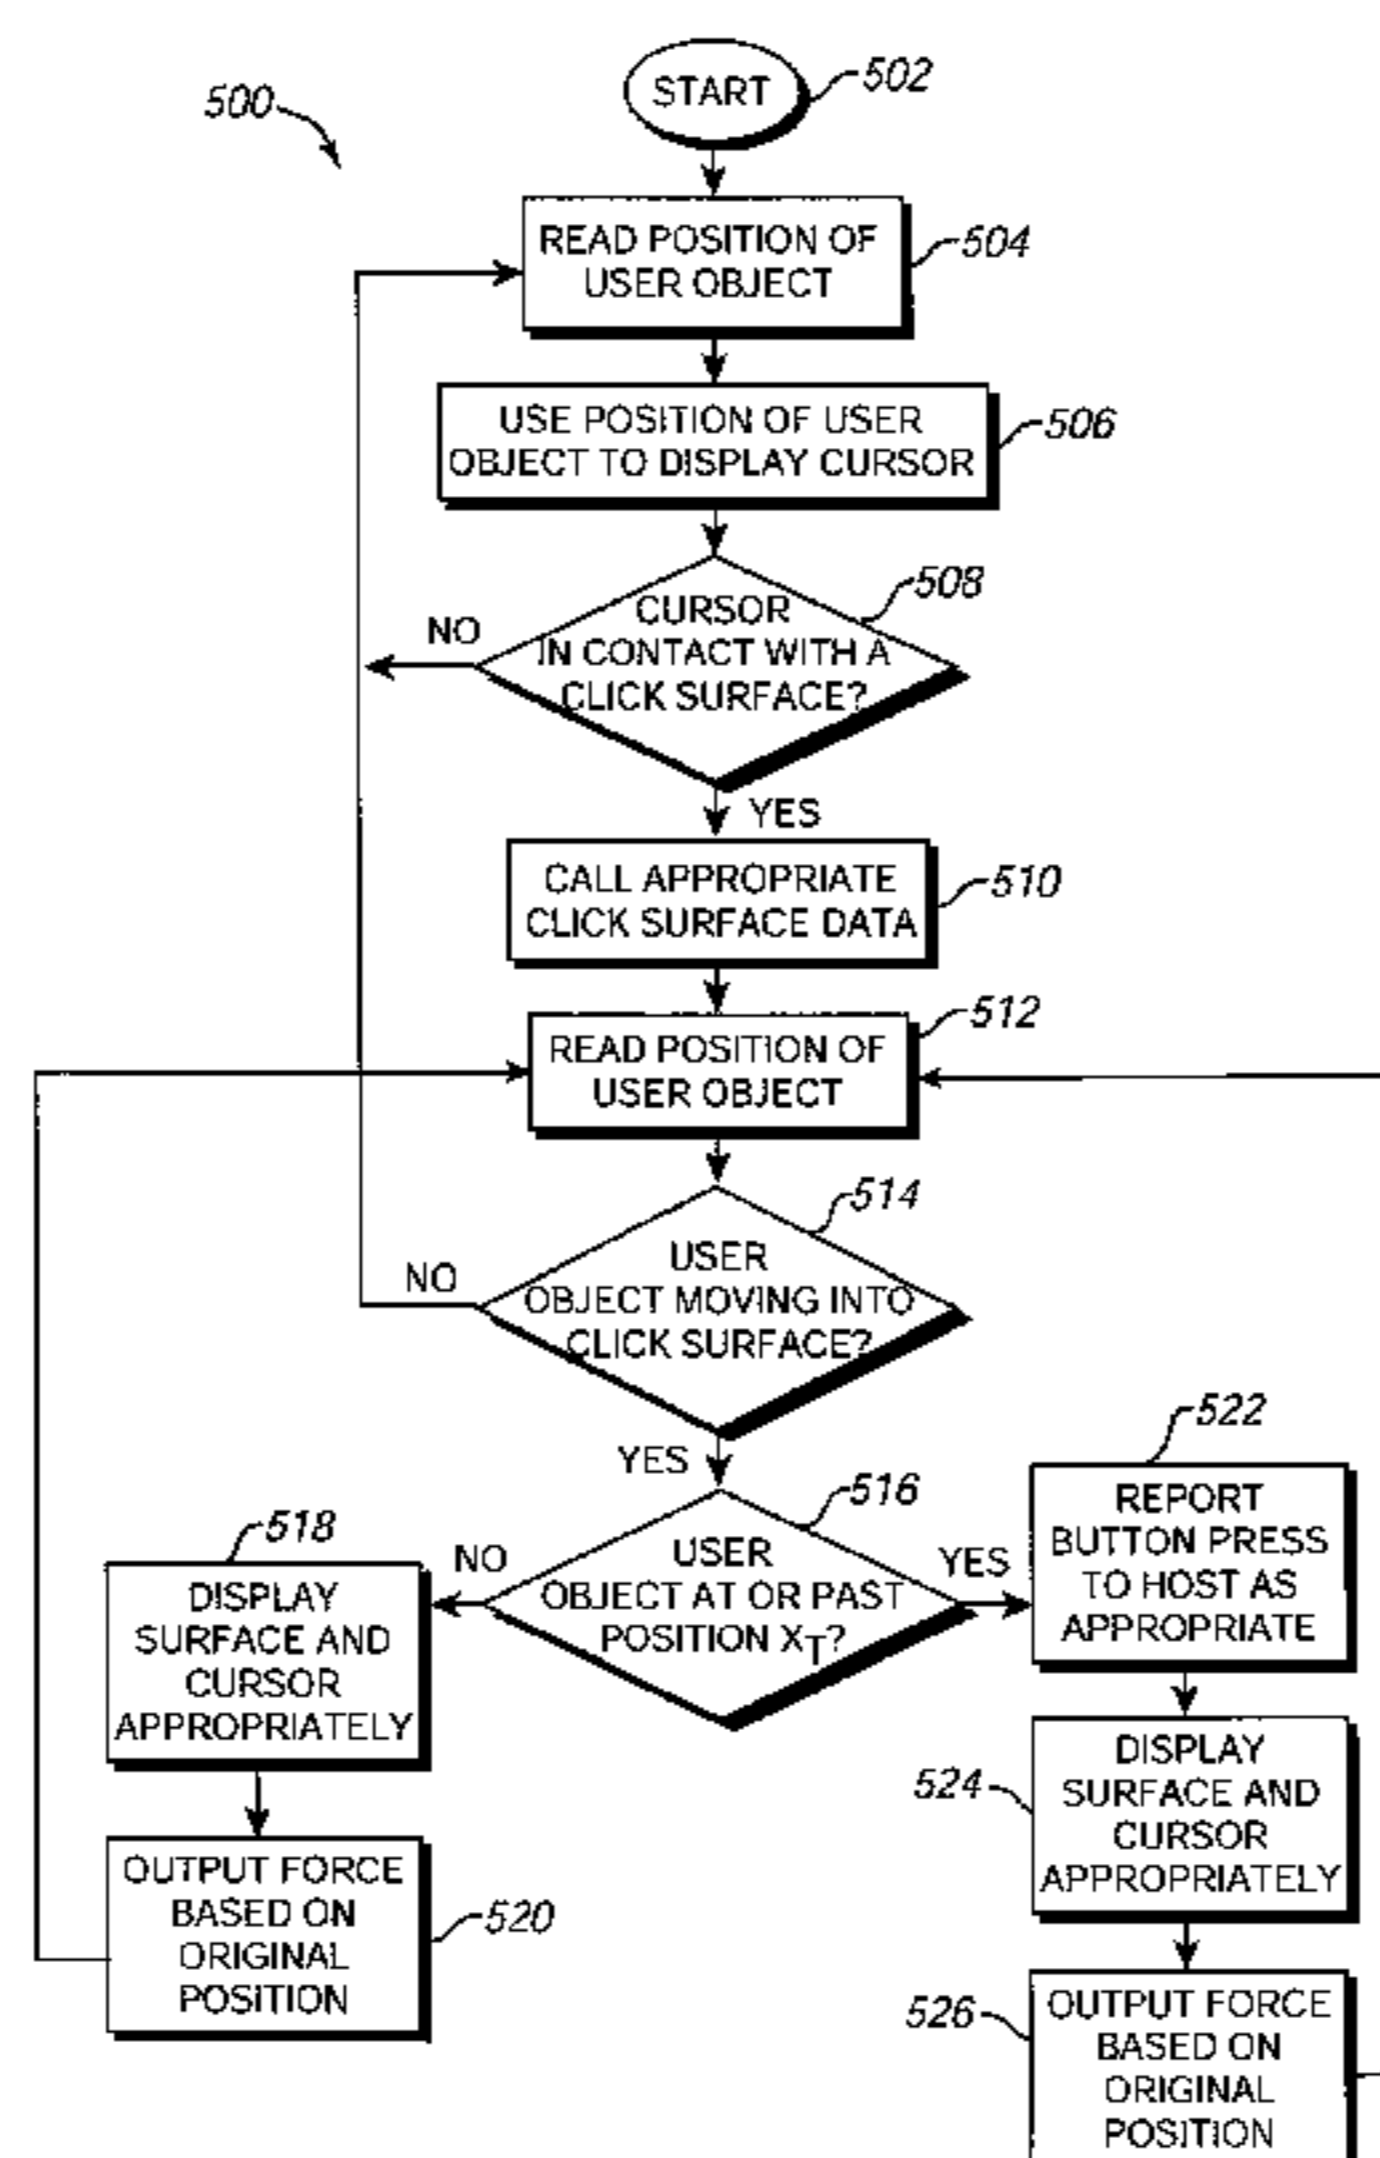 500
START
502
READ POSITION OF
USER OBJECT
504
USE POSITION OF USER
OBJECT TO DISPLAY CURSOR
506
CURSOR
IN CONTACT WITH A
CLICK SURFACE?
508
NO
YES
CALL APPROPRIATE
CLICK SURFACE DATA
510
READ POSITION OF
USER OBJECT
512
USER
OBJECT MOVING INTO
CLICK SURFACE?
514
NO
YES
USER
OBJECT AT OR PAST
POSITION XT?
516
NO
YES
518
DISPLAY
SURFACE AND
CURSOR
APPROPRIATELY
OUTPUT FORCE
BASED ON
ORIGINAL
POSITION
520
522
REPORT
BUTTON PRESS
TO HOST AS
APPROPRIATE
524
DISPLAY
SURFACE AND
CURSOR
APPROPRIATELY
526
OUTPUT FORCE
BASED ON
ORIGINAL
POSITION